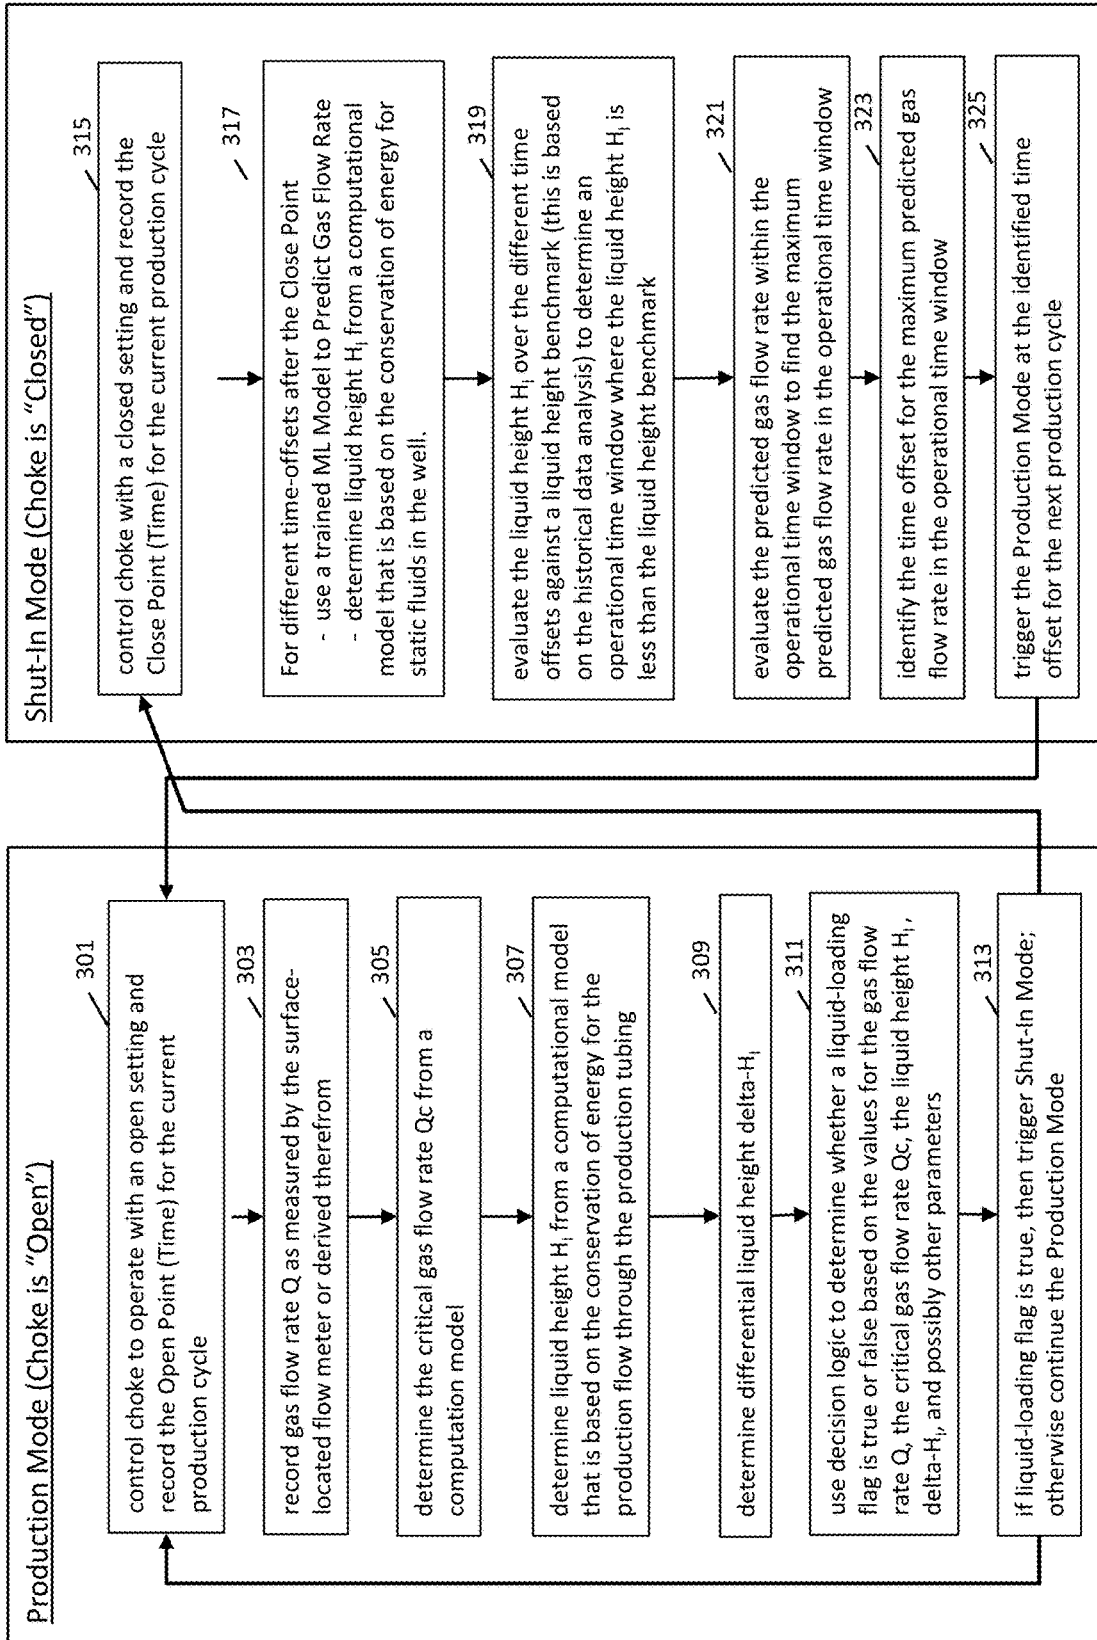 Production Mode (Choke is "Open")
301
control choke to operate with an open seting and
record the Open Point (Time) for the current
production cycle
303
record gas flow rate Q as measured by the surface-
located flow meter or derived therefrom
305
determine the critical gas flow rate Qc from a
computation model
307
determine liquid height Hl from a computational model
that is based on the conservation of energy for the
production flow through the production tubing
309
determine differential liquid height delta-Hl
311
use decision logic to determine whether a liquid-loading
flag is true or false based on the values for the gas flow
rate Q, the critical gas flow rate Qc, the liquid height Hl ,
delta-Hl, and possibly other parameters
313
if liquid-loading flag is true, then trigger Shut-In Mode;
otherwise continue the Production Mode
Shut-In Mode (Choke is "Closed")
315
control choke with a closed setting and record the
Close Point (Time) for the current production cycle
317
For different time-offsets after the Close Point
- use a trained ML Model to Predict Gas Flow Rate
- determine liquid height Hl from a computational
model that is based on the conservation of energy for
static fluids in the well.
319
evaluate the liquid height Hl over the different time
offsets against a liquid height benchmark (this is based
on the historical data analysis) to determine an
operational time window where the liquid height Hl is
less than the liquid height benchmark
321
evaluate the predicted gas flow rate within the
operational time window to find the maximum
predicted gas flow rate in the operational time window
323
identify the time offset for the maximum predicted gas
flow rate in the operational time window
325
trigger the Production Mode at the identified time
offset for the next production cycle